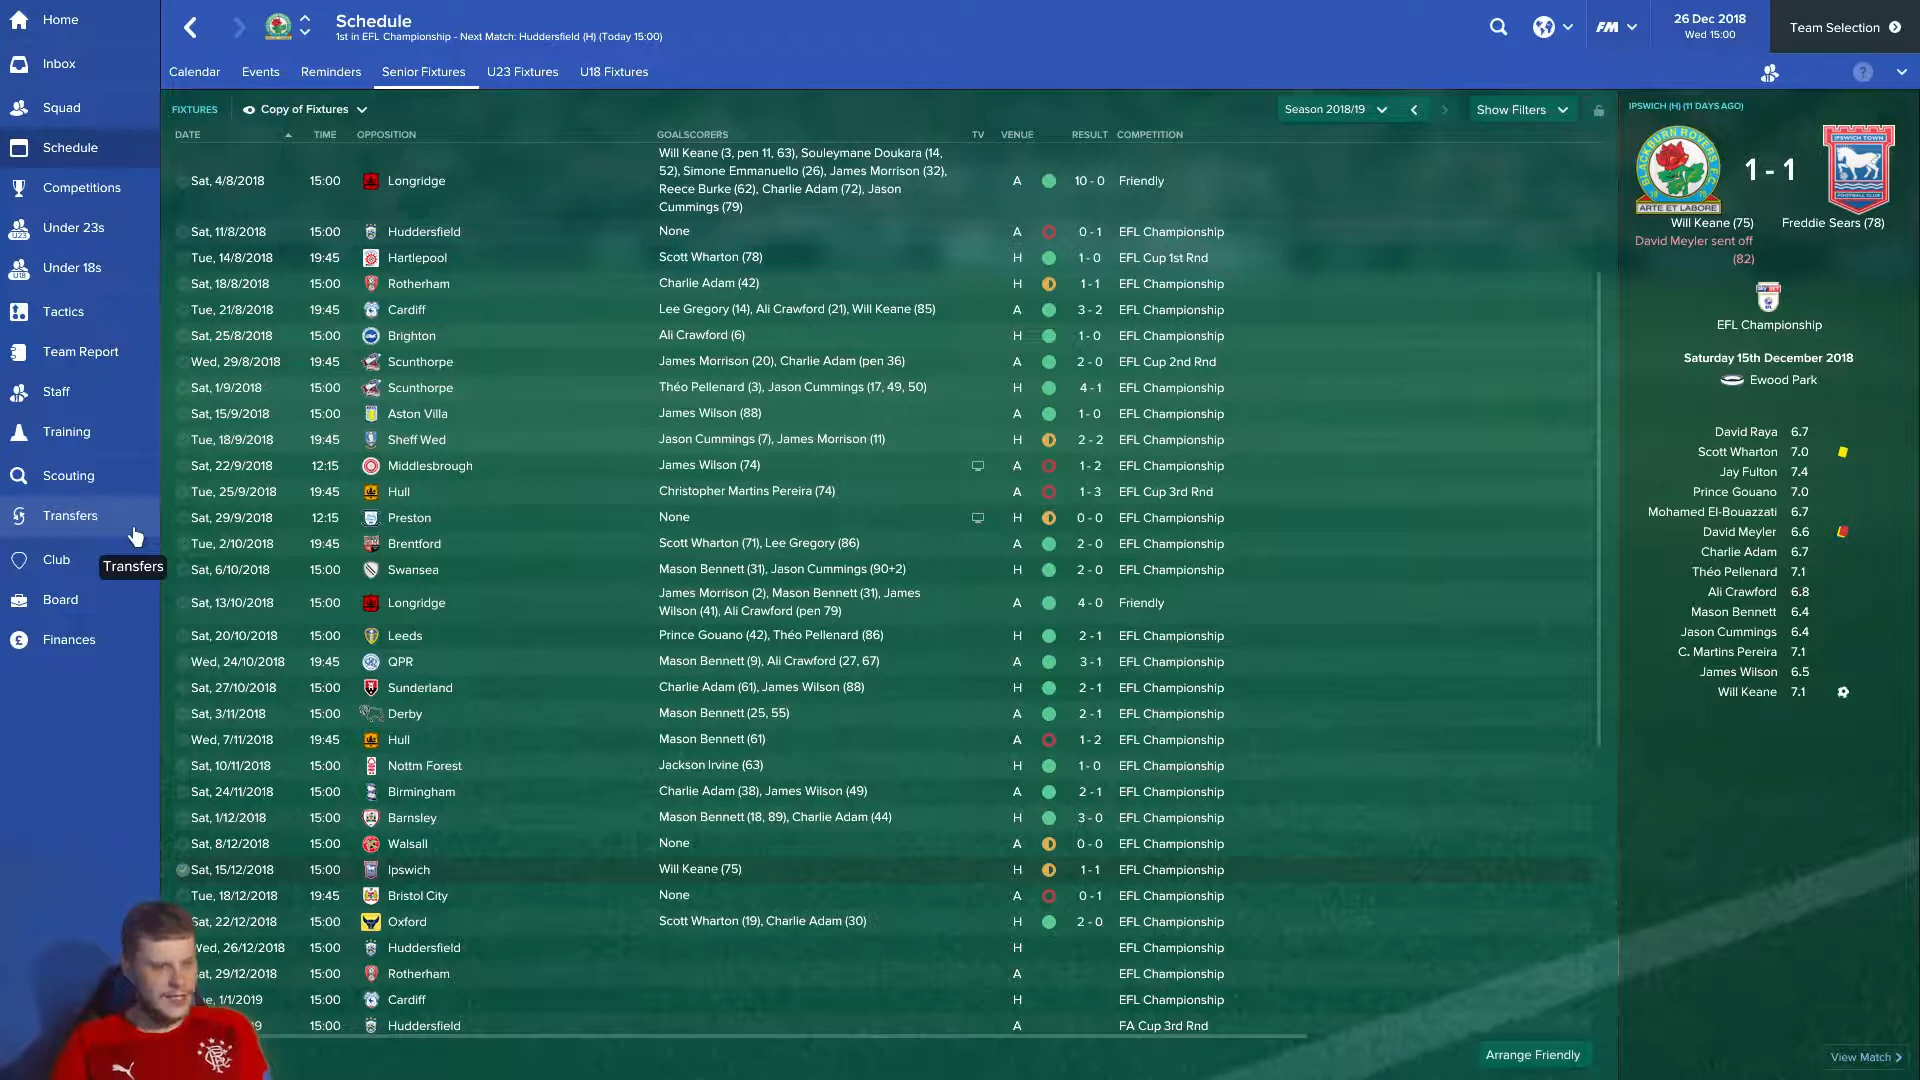 Home
Inbox
Squad
Schedule
Competitions
Under 23s
Under 18s
Tactics
Team Report
Staff
Training
Scouting
Transfers
Club
Transfers
Board
Finances
Schedule
1st in EFL Championship - Next Match: Huddersfield (H) (Today 15:00)
FM
26 Dec 2018
Wed 15:00
Team Selection
Calendar Events Reminders Senior Fixtures U23 Fixtures U18 Fixtures
FIXTURES Copy of Fixtures Season 2018/19 Show Filters
DATE TIME OPPOSITION GOALSCORERS TV VENUE RESULT COMPETITION
Will Keane (3, pen 11, 63), Souleymane Doukara (14,
52), Simone Emmanuello (26), James Morrison (32),
Sat, 4/8/2018 15:00 Longridge A 10 - 0 Friendly
Reece Burke (62), Charlie Adam (72), Jason
Cummings (79)
Sat, 11/8/2018 15:00 Huddersfield None A 0 - 1 EFL Championship
Tue, 14/8/2018 19:45 Hartlepool Scott Wharton (78) H 1 - 0 EFL Cup 1st Rnd
Sat, 18/8/2018 15:00 Rotherham Charlie Adam (42) H 1 - 1 EFL Championship
Tue, 21/8/2018 19:45 Cardiff Lee Gregory (14), Ali Crawford (21), Will Keane (85) A 3 - 2 EFL Championship
Sat, 25/8/2018 15:00 Brighton Ali Crawford (6) H 1 - 0 EFL Championship
Wed, 29/8/2018 19:45 Scunthorpe James Morrison (20), Charlie Adam (pen 36) A 2 - 0 EFL Cup 2nd Rnd
Sat, 1/9/2018 15:00 Scunthorpe Théo Pellenard (3), Jason Cummings (17, 49, 50) H 4 - 1 EFL Championship
Sat, 15/9/2018 15:00 Aston Villa James Wilson (88) A 1 - 0 EFL Championship
Tue, 18/9/2018 19:45 Sheff Wed Jason Cummings (7), James Morrison (11) H 2 - 2 EFL Championship
Sat, 22/9/2018 12:15 Middlesbrough James Wilson (74) A 1 - 2 EFL Championship
Tue, 25/9/2018 19:45 Hull Christopher Martins Pereira (74) A 1 - 3 EFL Cup 3rd Rnd
Sat, 29/9/2018 12:15 Preston None H 0 - 0 EFL Championship
Tue, 2/10/2018 19:45 Brentford Scott Wharton (71), Lee Gregory (86) A 2 - 0 EFL Championship
Sat, 6/10/2018 15:00 Swansea Mason Bennett (31), Jason Cummings (90+2) H 2 - 0 EFL Championship
James Morrison (2), Mason Bennett (31), James
Sat, 13/10/2018 15:00 Longridge A 4 - 0 Friendly
Wilson (41), Ali Crawford (pen 79)
Sat, 20/10/2018 15:00 Leeds Prince Gouano (42), Théo Pellenard (86) H 2 - 1 EFL Championship
Wed, 24/10/2018 19:45 QPR Mason Bennett (9), Ali Crawford (27, 67) A 3 - 1 EFL Championship
Sat, 27/10/2018 15:00 Sunderland Charlie Adam (61), James Wilson (88) H 2 - 1 EFL Championship
Sat, 3/11/2018 15:00 Derby Mason Bennett (25, 55) A 2 - 1 EFL Championship
Wed, 7/11/2018 19:45 Hull Mason Bennett (61) A 1 - 2 EFL Championship
Sat, 10/11/2018 15:00 Nottm Forest Jackson Irvine (63) H 1 - 0 EFL Championship
Sat, 24/11/2018 15:00 Birmingham Charlie Adam (38), James Wilson (49) A 2 - 1 EFL Championship
Sat, 1/12/2018 15:00 Barnsley Mason Bennett (18, 89), Charlie Adam (44) H 3 - 0 EFL Championship
Sat, 8/12/2018 15:00 Walsall None A 0 - 0 EFL Championship
Sat, 15/12/2018 15:00 Ipswich Will Keane (75) H 1 - 1 EFL Championship
Tue, 18/12/2018 19:45 Bristol City None A 0 - 1 EFL Championship
Sat, 22/12/2018 15:00 Oxford Scott Wharton (19), Charlie Adam (30) H 2 - 0 EFL Championship
Wed, 26/12/2018 15:00 Huddersfield H EFL Championship
at, 29/12/2018 15:00 Rotherham A EFL Championship
e, 1/1/2019 15:00 Cardiff H EFL Championship
19 15:00 Huddersfield A FA Cup 3rd Rnd
Arrange Friendly
IPSWICH (H) (11 DAYS AGO)
BLACKBURN ROVERS F.C.
ARTE ET LABORE
IPSWICH TOWN
FOOTBALL CLUB
1 - 1
Will Keane (75) Freddie Sears (78)
David Meyler sent off
(82)
EFL Championship
Saturday 15th December 2018
Ewood Park
David Raya 6.7
Scott Wharton 7.0
Jay Fulton 7.4
Prince Gouano 7.0
Mohamed El-Bouazzati 6.7
David Meyler 6.6
Charlie Adam 6.7
Théo Pellenard 7.1
Ali Crawford 6.8
Mason Bennett 6.4
Jason Cummings 6.4
C. Martins Pereira 7.1
James Wilson 6.5
Will Keane 7.1
View Match